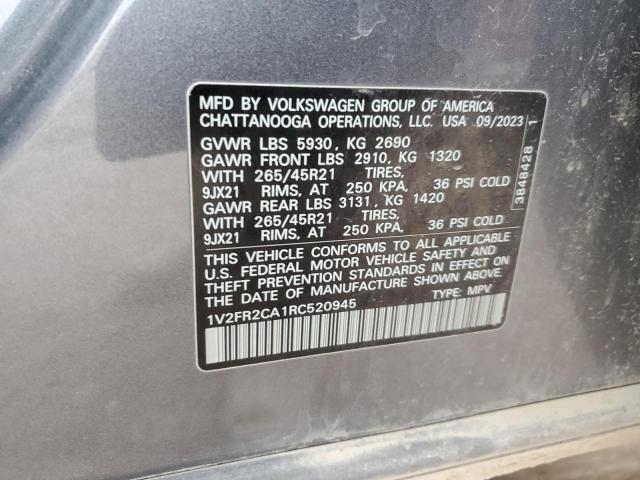 MFD BY VOLKSWAGEN GROUP OF AMERICA
CHATTANOOGA OPERATIONS, LLC. USA 09/2023
GVWR LBS 5930, KG 2690
GAWR FRONT LBS 2910, KG 1320
WITH 265/45R21 TIRES,
9JX21 RIMS, AT 250 KPA, 36 PSI COLD
GAWR REAR LBS 3131, KG 1420
WITH 265/45R21 TIRES,
9JX21 RIMS, AT 250 KPA, 36 PSI COLD
THIS VEHICLE CONFORMS TO ALL APPLICABLE
U.S. FEDERAL MOTOR VEHICLE SAFETY AND
THEFT PREVENTION STANDARDS IN EFFECT ON
THE DATE OF MANUFACTURE SHOWN ABOVE.
1V2FR2CA1RC520945 TYPE: MPV
3848428 1